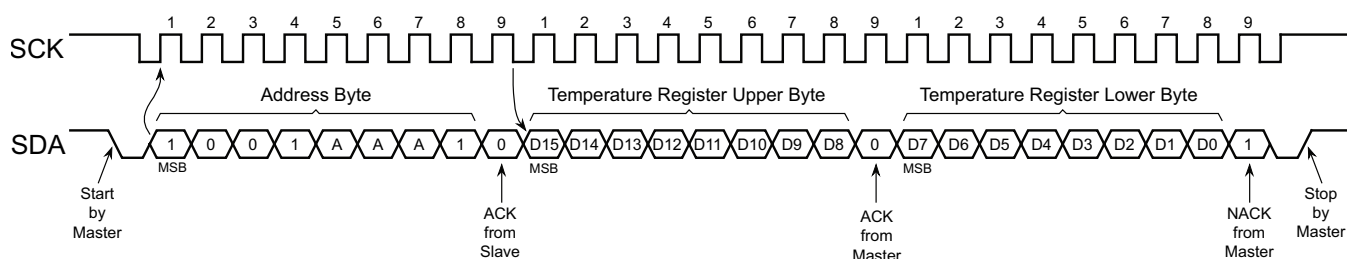 1 2 3 4 5 6 7 8 9 1 2 3 4 5 6 7 8 9 1 2 3 4 5 6 7 8 9
SCK
Address Byte Temperature Register Upper Byte Temperature Register Lower Byte
SDA 1 0 0 1 A A A 1 0 D15 D14 D13 D12 D11 D10 D9 D8 0 D7 D6 D5 D4 D3 D2 D1 D0 1
MSB MSB MSB
Start
by
Master
ACK
from
Slave
ACK
from
Master
NACK
from
Master
Stop
by
Master